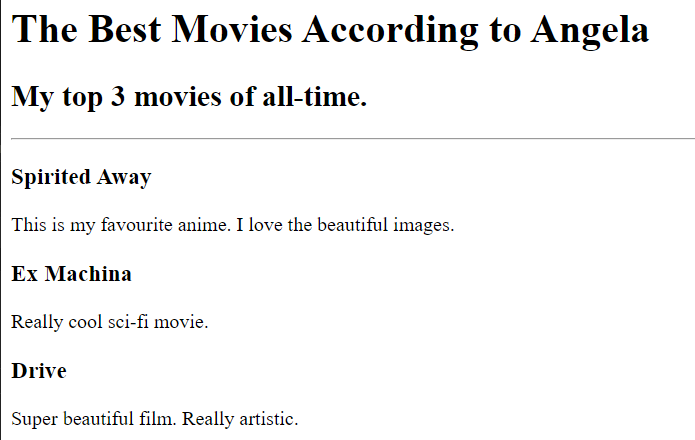 The Best Movies According to Angela
My top 3 movies of all-time.
Spirited Away
This is my favourite anime. I love the beautiful images.
Ex Machina
Really cool sci-fi movie.
Drive
Super beautiful film. Really artistic.